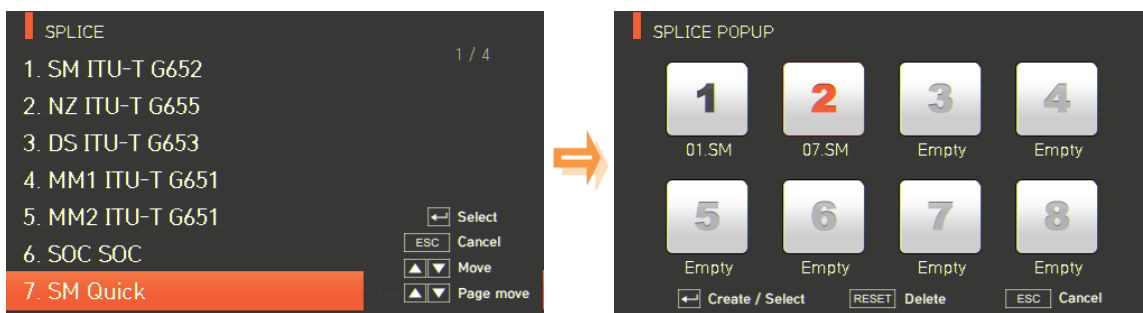 SPLICE
1 / 4
1. SM ITU-T G652
2. NZ ITU-T G655
3. DS ITU-T G653
4. MM1 ITU-T G651
5. MM2 ITU-T G651
6. SOC SOC
7. SM Quick
Select
ESC Cancel
Move
Page move
SPLICE POPUP
1 2 3 4
01.SM 07.SM Empty Empty
5 6 7 8
Empty Empty Empty Empty
Create / Select RESET Delete ESC Cancel